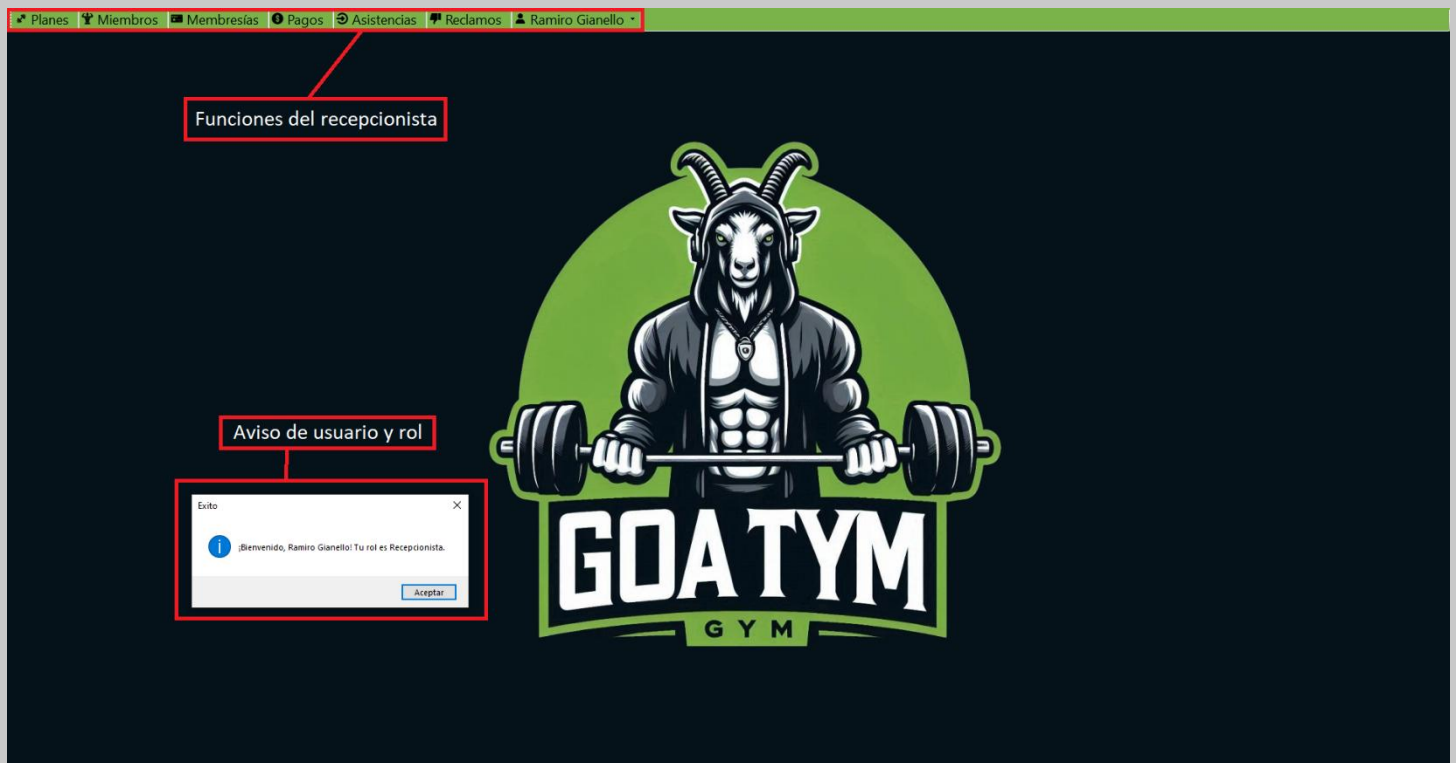 Planes Miembros Membresías Pagos Asistencias Reclamos Ramiro Gianello
Funciones del recepcionista
Aviso de usuario y rol
Exito
¡Bienvenido, Ramiro Gianello! Tu rol es Recepcionista.
Aceptar
GOATYM
GYM